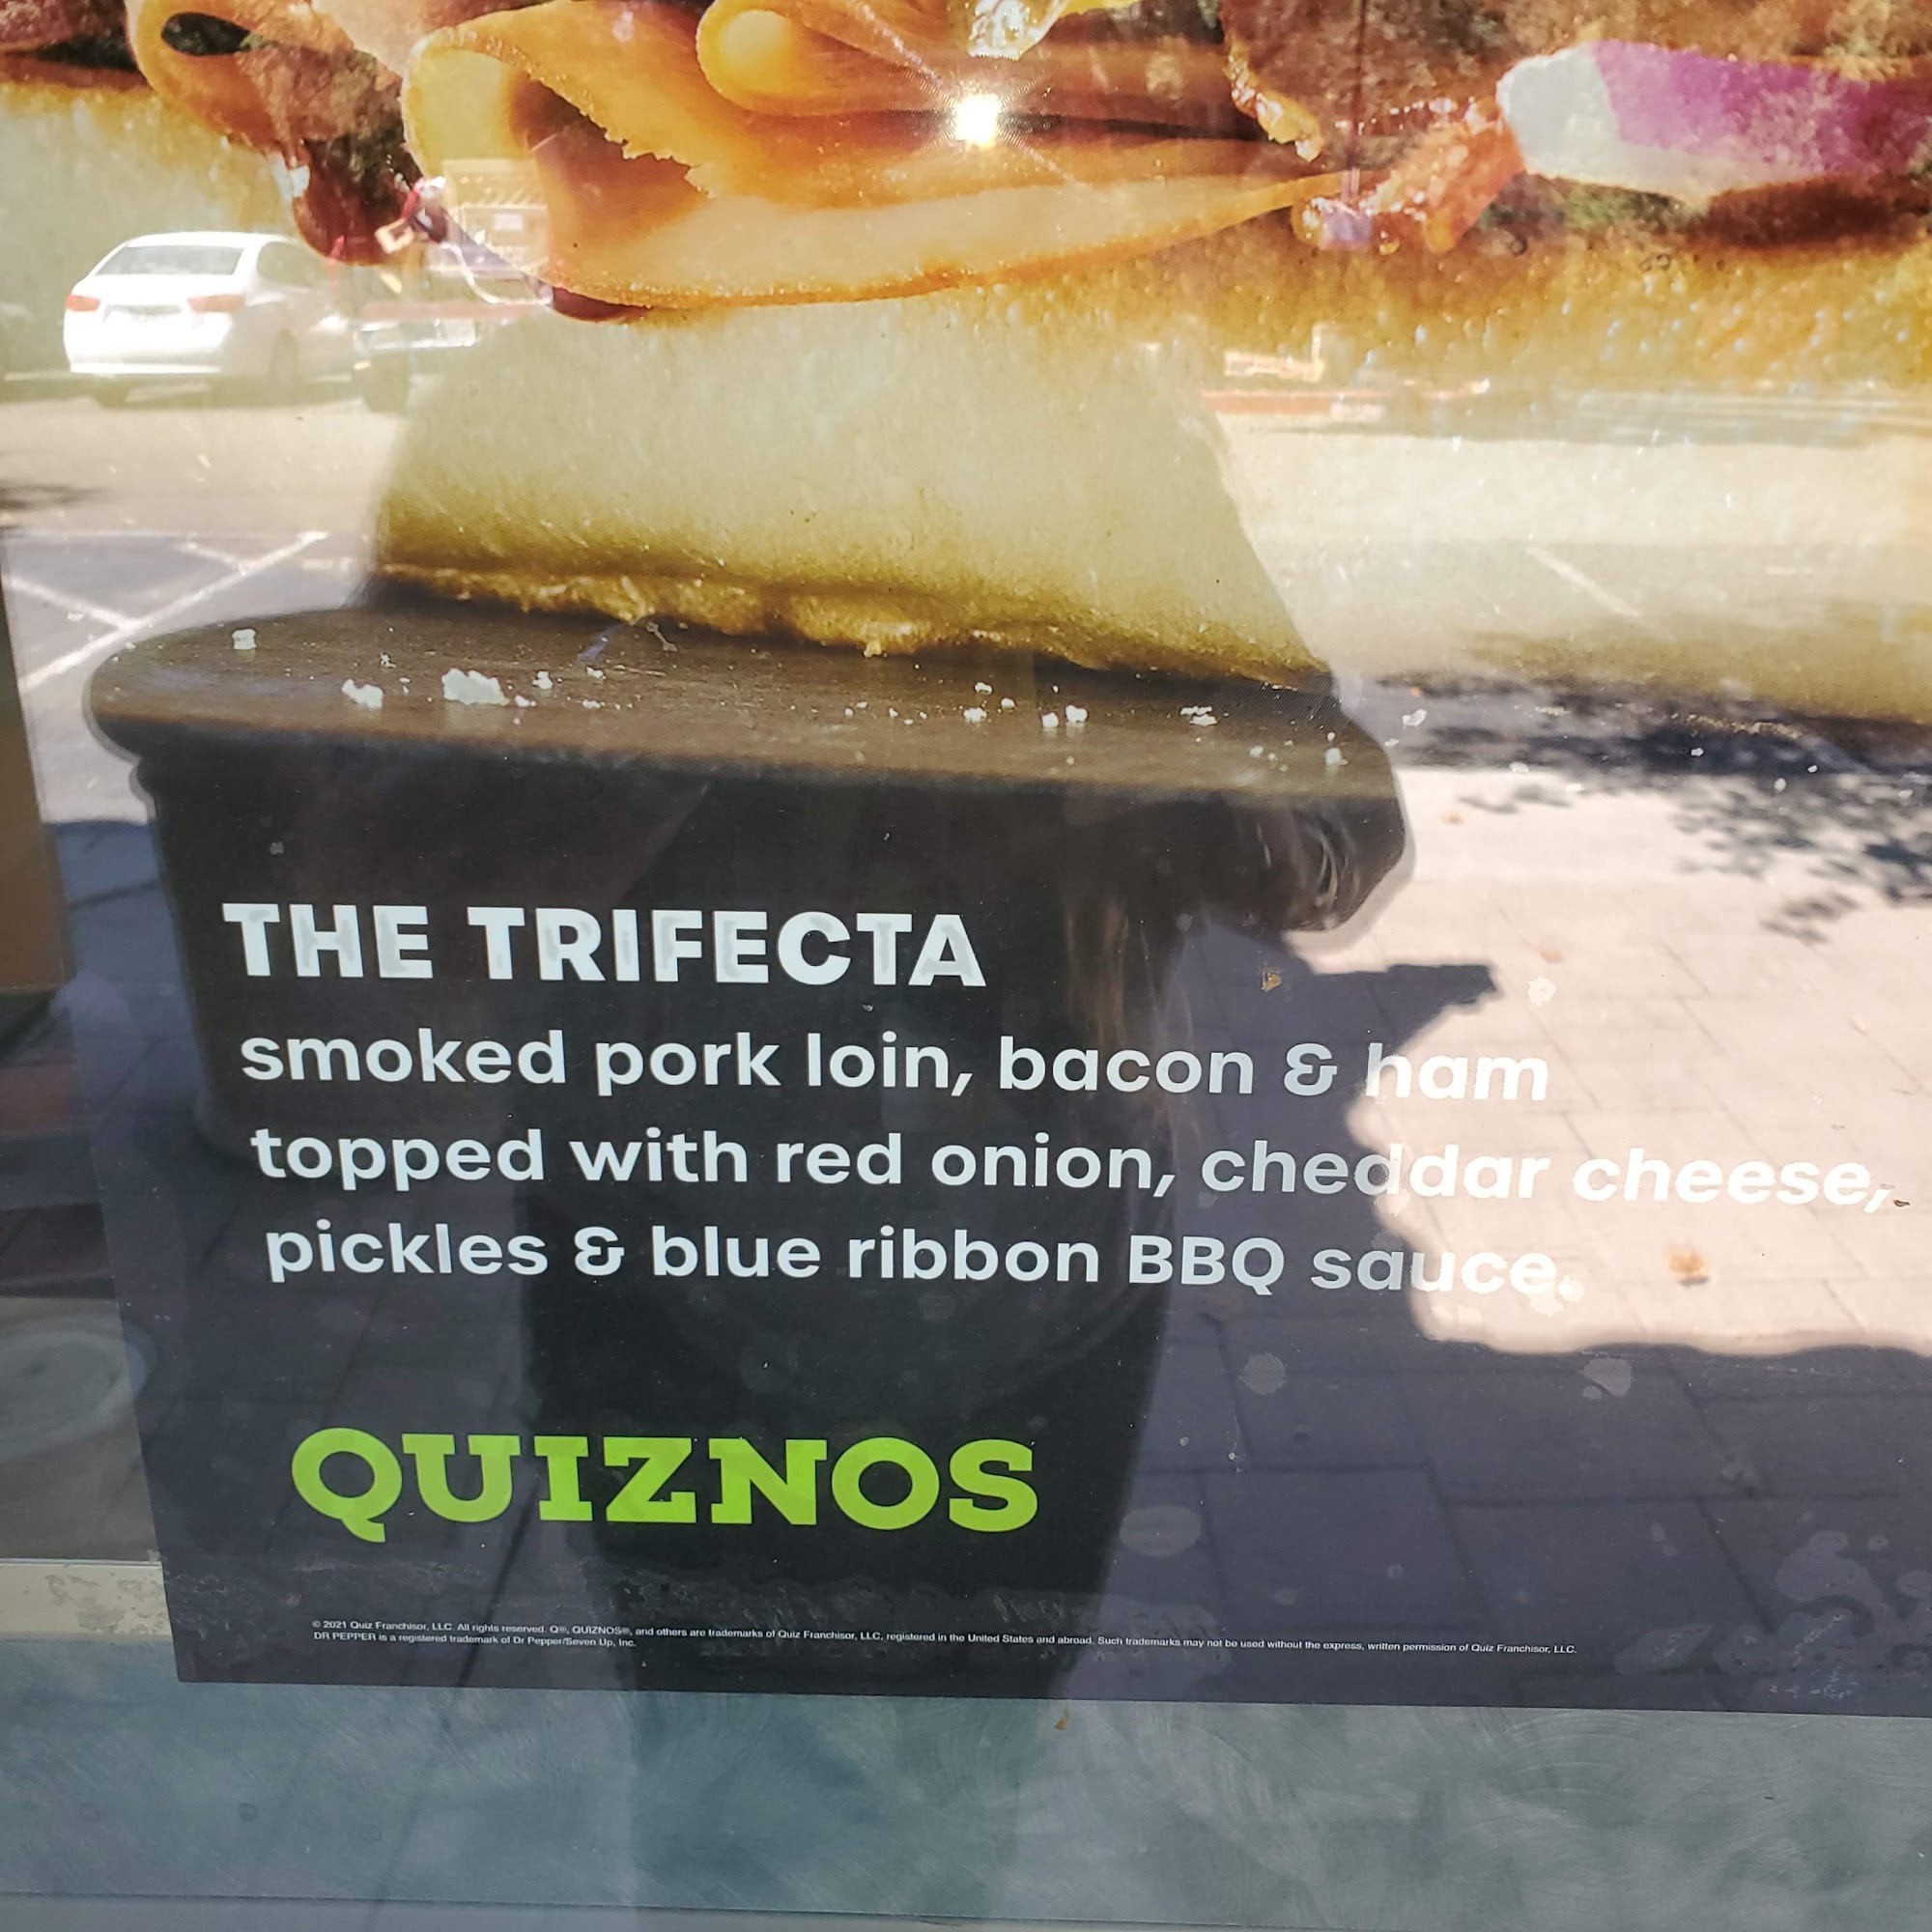 THE TRIFECTA
smoked pork loin, bacon & ham
topped with red onion, cheddar cheese,
pickles & blue ribbon BBQ sauce.
QUIZNOS
© 2021 Quiz Franchisor, LLC. All rights reserved. Q®, QUIZNOS®, and others are trademarks of Quiz Franchisor, LLC, registered in the United States and abroad. Such trademarks may not be used without the express, written permission of Quiz Franchisor, LLC.
DR PEPPER is a registered trademark of Dr Pepper/Seven Up, Inc.